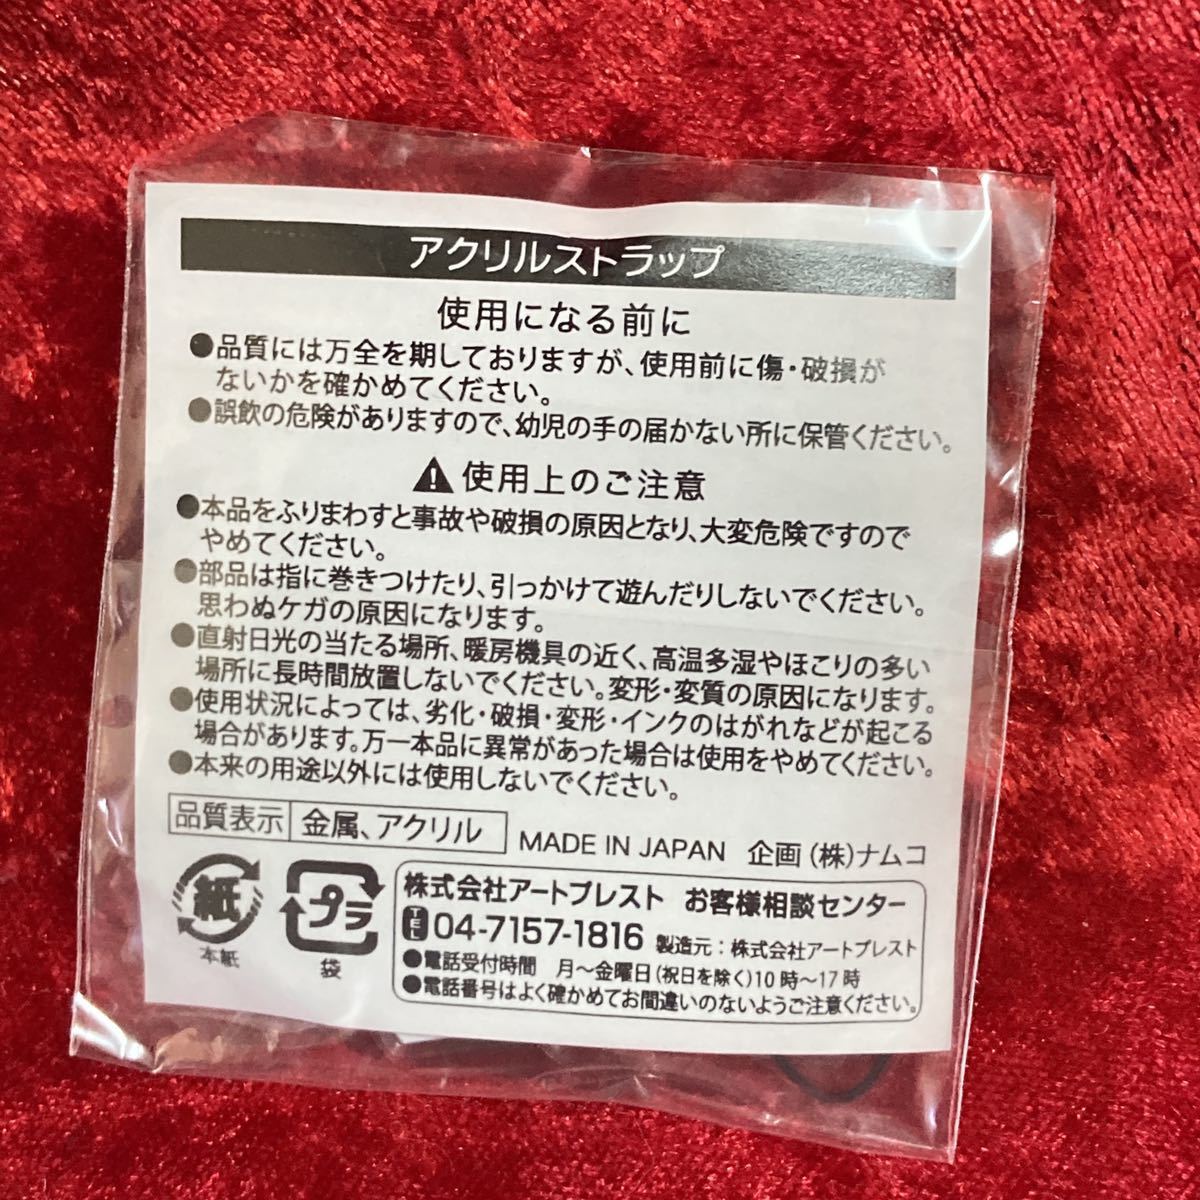 アクリルストラップ
使用になる前に
●品質には万全を期しておりますが、使用前に傷・破損が
ないかを確かめてください。
●誤飲の危険がありますので、幼児の手の届かない所に保管ください。
⚠使用上のご注意
●本品をふりまわすと事故や破損の原因となり、大変危険ですので
やめてください。
●部品は指に巻きつけたり、引っかけて遊んだりしないでください。
思わぬケガの原因になります。
●直射日光の当たる場所、暖房機具の近く、高温多湿やほこりの多い
場所に長時間放置しないでください。変形・変質の原因になります。
●使用状況によっては、劣化・破損・変形・インクのはがれなどが起こる
場合があります。万一本品に異常があった場合は使用をやめてください。
●本来の用途以外には使用しないでください。
品質表示 金属、アクリル MADE IN JAPAN 企画(株)ナムコ
紙
本紙
プラ
袋
株式会社アートプレスト お客様相談センター
TEL 04-7157-1816 製造元：株式会社アートプレスト
●電話受付時間 月～金曜日(祝日を除く)10時～17時
●電話番号はよく確かめてお間違いのないようご注意ください。